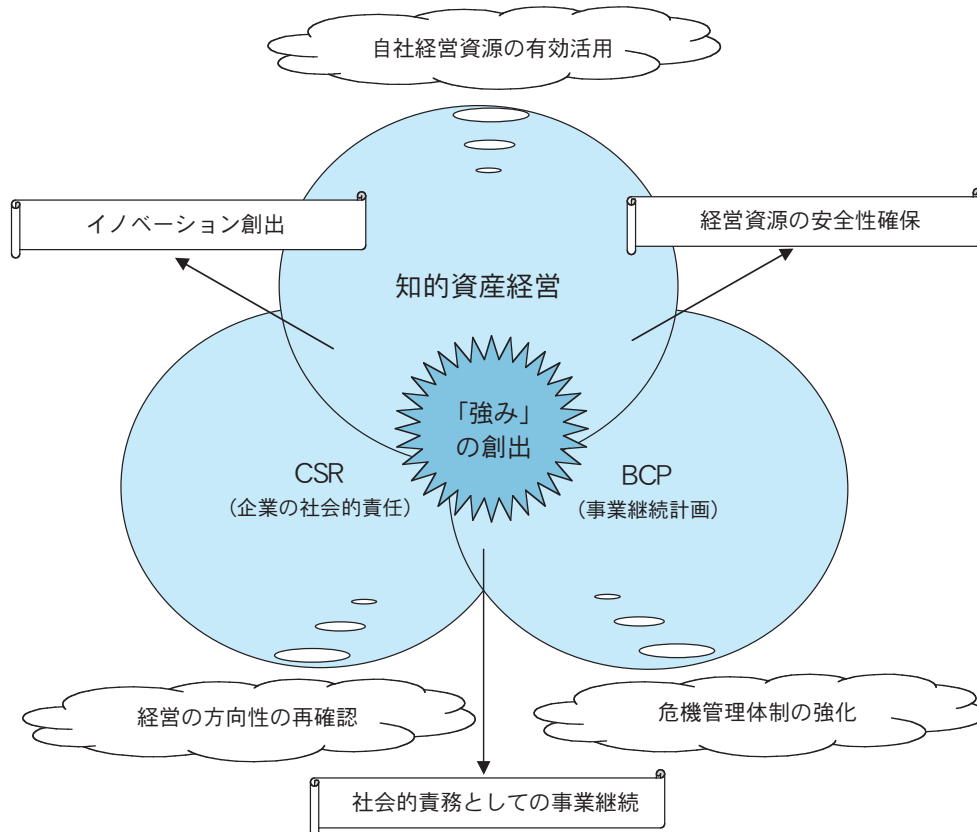 自社経営資源の有効活用
イノベーション創出
経営資源の安全性確保
知的資産経営
「強み」
の創出
CSR
（企業の社会的責任）
BCP
（事業継続計画）
経営の方向性の再確認
危機管理体制の強化
社会的責務としての事業継続